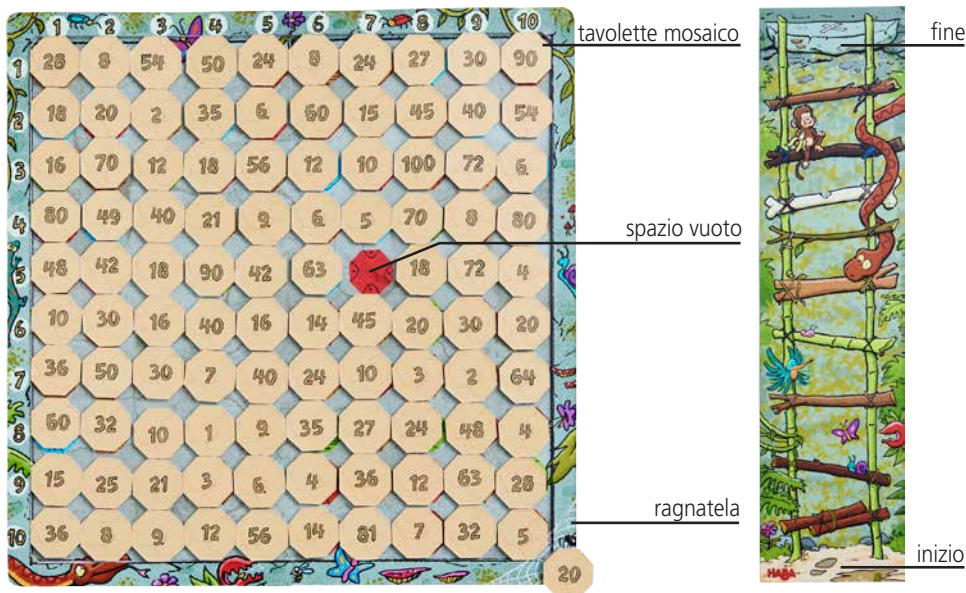 1 2 3 4 5 6 7 8 9 10
tavolette mosaico
fine
1 28 8 54 50 24 8 24 27 30 90
2 18 20 2 35 6. 60 15 45 40 54
3 16 70 12 18 56 12 10 100 72 6.
4 80 49 40 21 9. 6. 5 70 8 80
spazio vuoto
5 48 42 18 90 42 63 18 72 4
6 10 30 16 40 16 14 45 20 30 20
7 36 50 30 7 40 24 10 3 2 64
8 60 32 10 1 9. 35 27 24 48 4
9 15 25 21 3 6. 4 36 12 63 28
ragnatela
10 36 8 9. 12 56 14 81 7 32 5
inizio
20
HABA